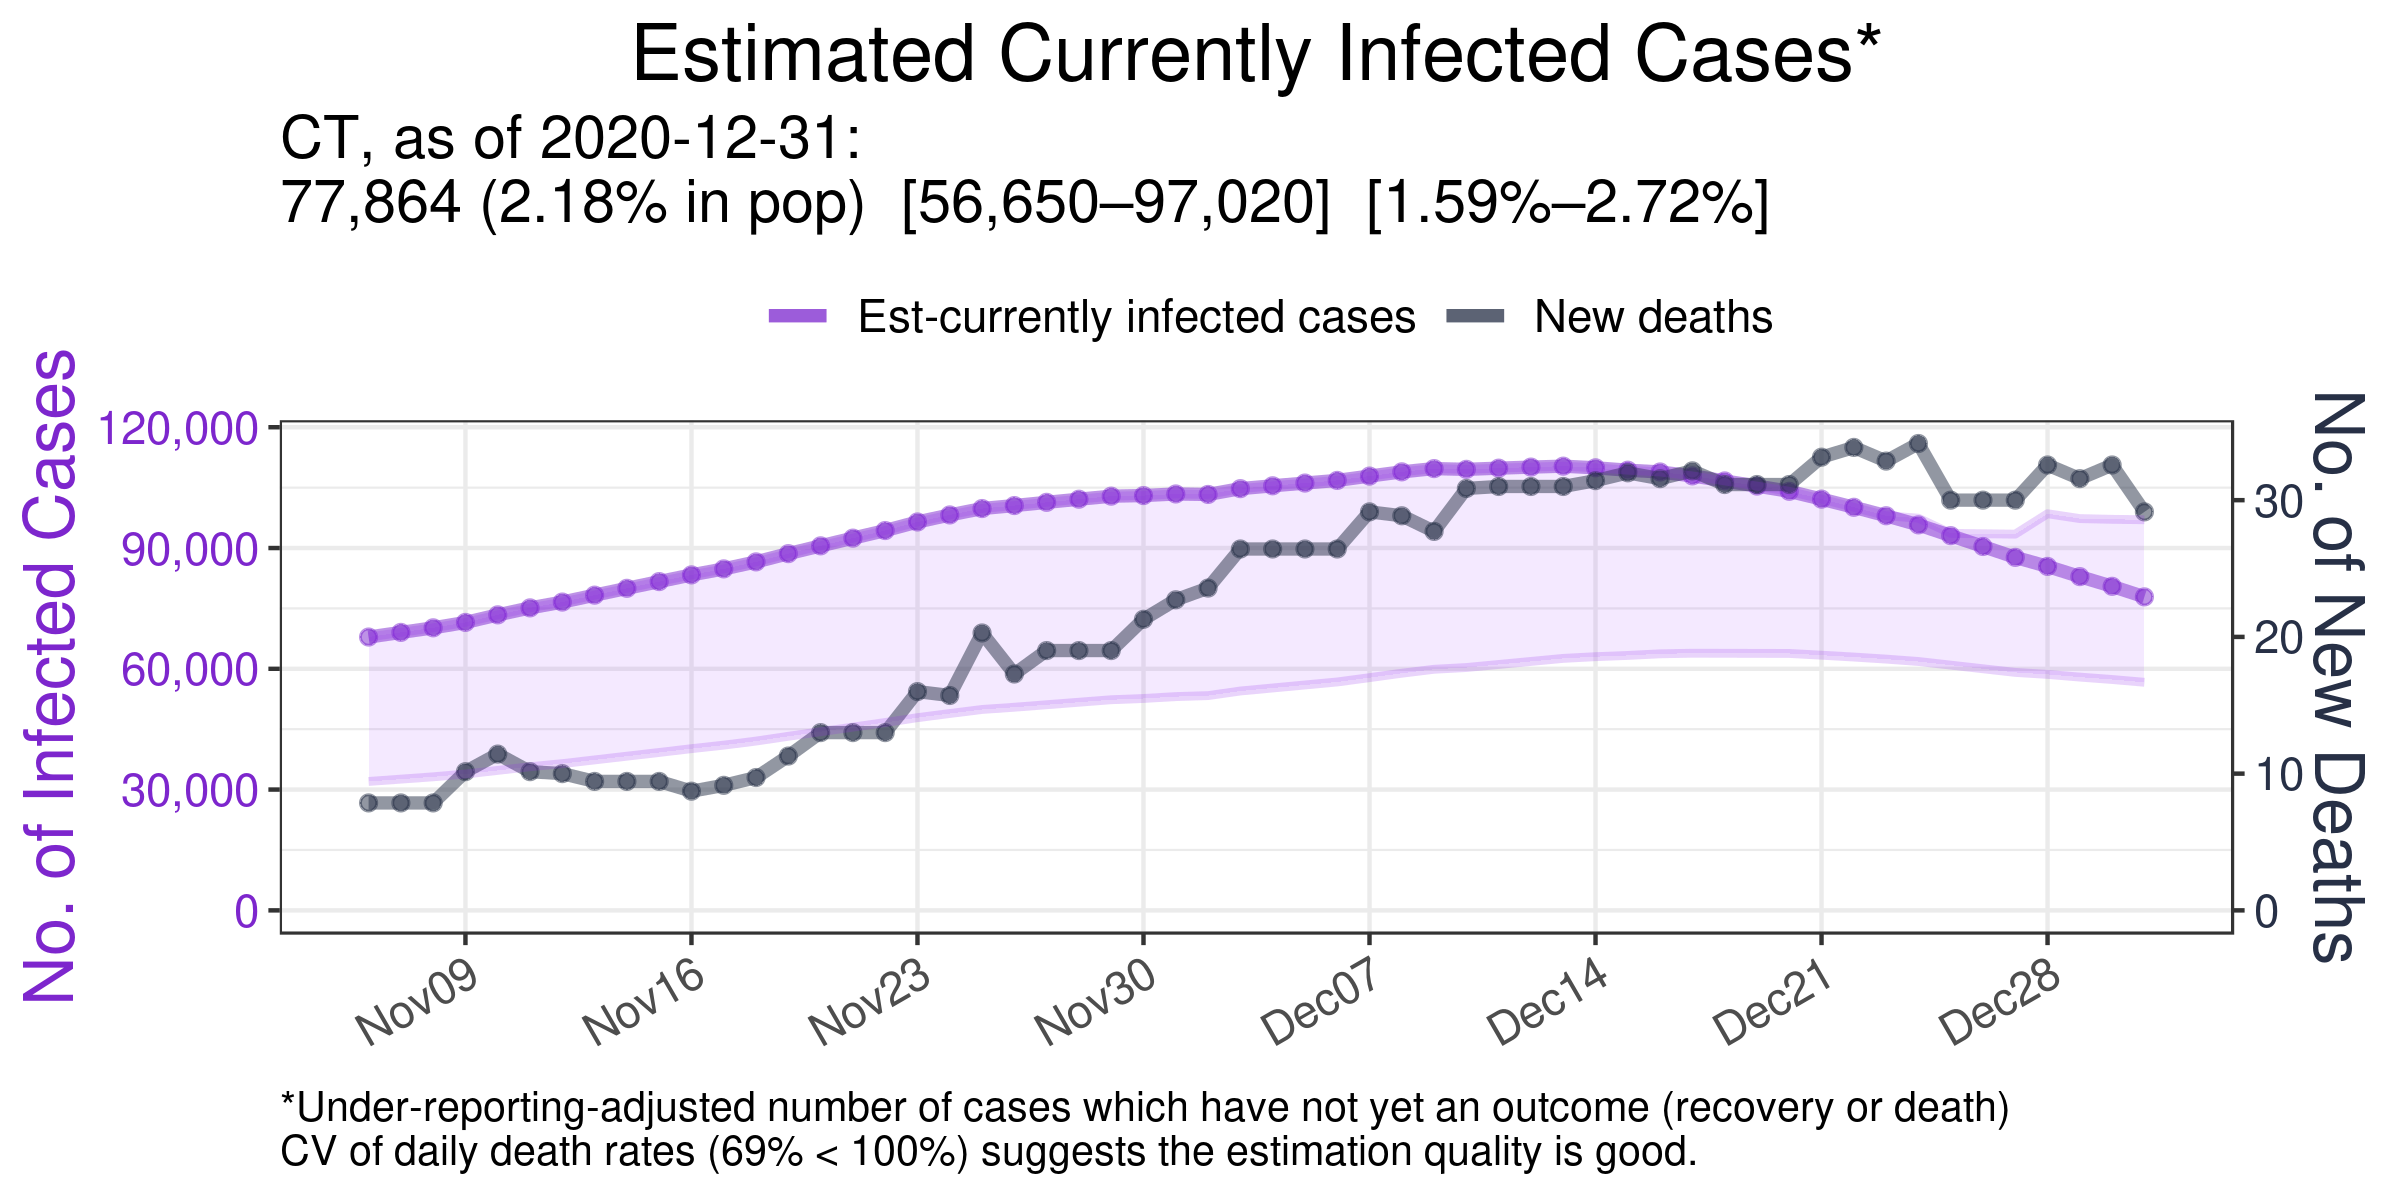 Estimated Currently Infected Cases*
CT, as of 2020-12-31:
77,864 (2.18% in pop) [56,650–97,020] [1.59%–2.72%]
Est-currently infected cases
New deaths
No. of Infected Cases
120,000
90,000
60,000
30,000
0
30
20
10
0
No. of New Deaths
Nov09
Nov16
Nov23
Nov30
Dec07
Dec14
Dec21
Dec28
*Under-reporting-adjusted number of cases which have not yet an outcome (recovery or death)
CV of daily death rates (69% < 100%) suggests the estimation quality is good.